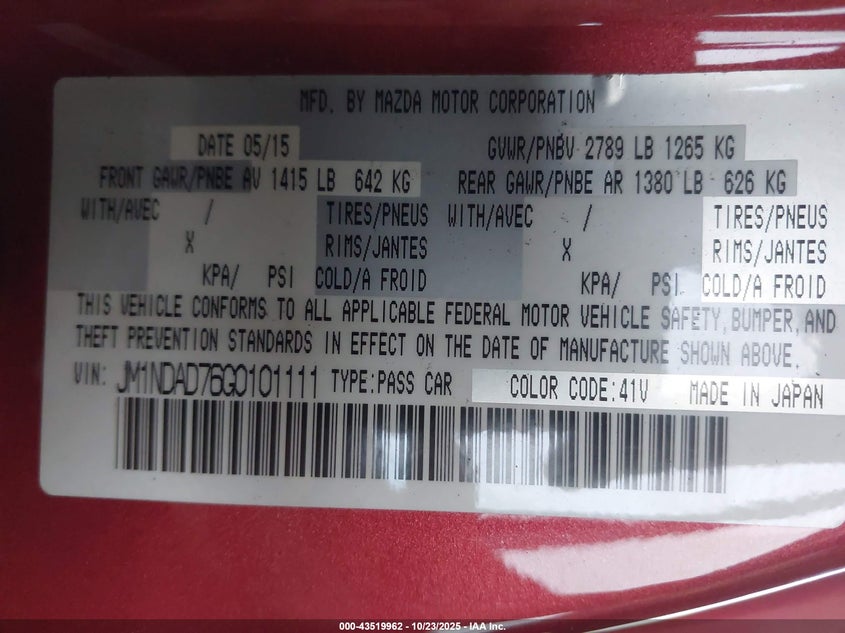 MFD. BY MAZDA MOTOR CORPORATION
DATE 05/15 GVWR/PNBV 2789 LB 1265 KG
FRONT GAWR/PNBE AV 1415 LB 642 KG REAR GAWR/PNBE AR 1380 LB 626 KG
WITH/AVEC / TIRES/PNEUS WITH/AVEC / TIRES/PNEUS
X RIMS/JANTES X RIMS/JANTES
KPA/ PSI COLD/A FROID KPA/ PSI COLD/A FROID
THIS VEHICLE CONFORMS TO ALL APPLICABLE FEDERAL MOTOR VEHICLE SAFETY, BUMPER, AND
THEFT PREVENTION STANDARDS IN EFFECT ON THE DATE OF MANUFACTURE SHOWN ABOVE.
VIN: JM1NDAD76G0101111 TYPE:PASS CAR COLOR CODE:41V MADE IN JAPAN
000-43519962 - 10/23/2025 - IAA Inc.